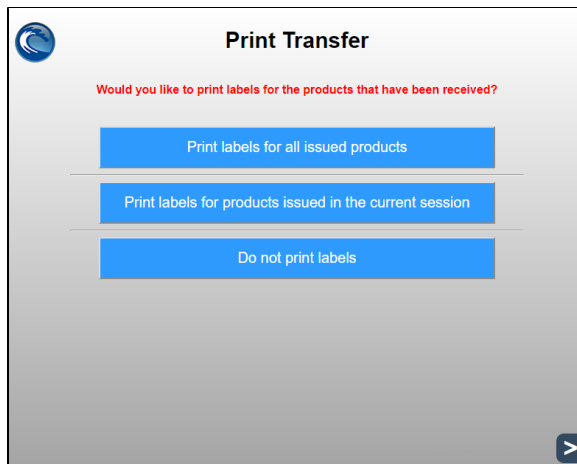 Print Transfer
Would you like to print labels for the products that have been received?
Print labels for all issued products
Print labels for products issued in the current session
Do not print labels
>